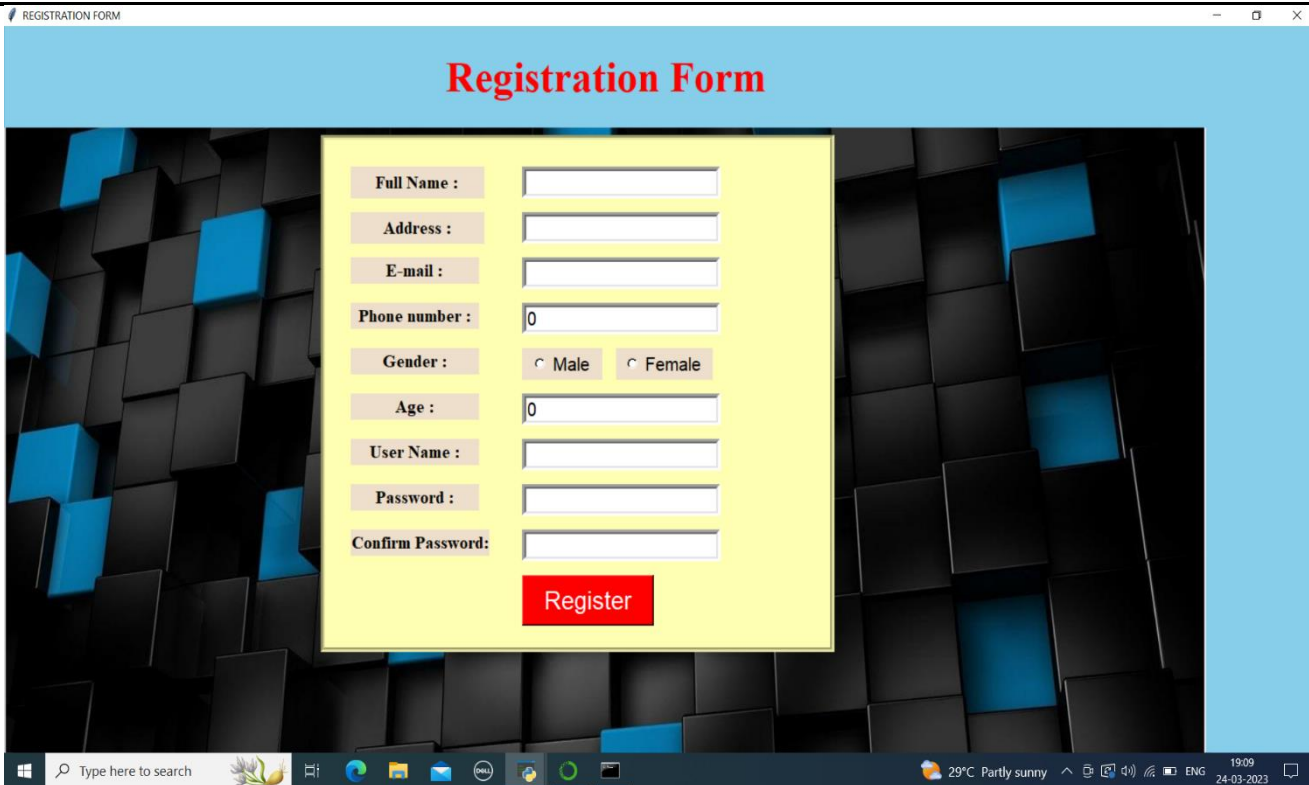 REGISTRATION FORM
Registration Form
Full Name :
Address :
E-mail :
Phone number : 0
Gender : Male Female
Age : 0
User Name :
Password :
Confirm Password:
Register
Type here to search DELL 29°C Partly sunny ENG 19:09
24-03-2023